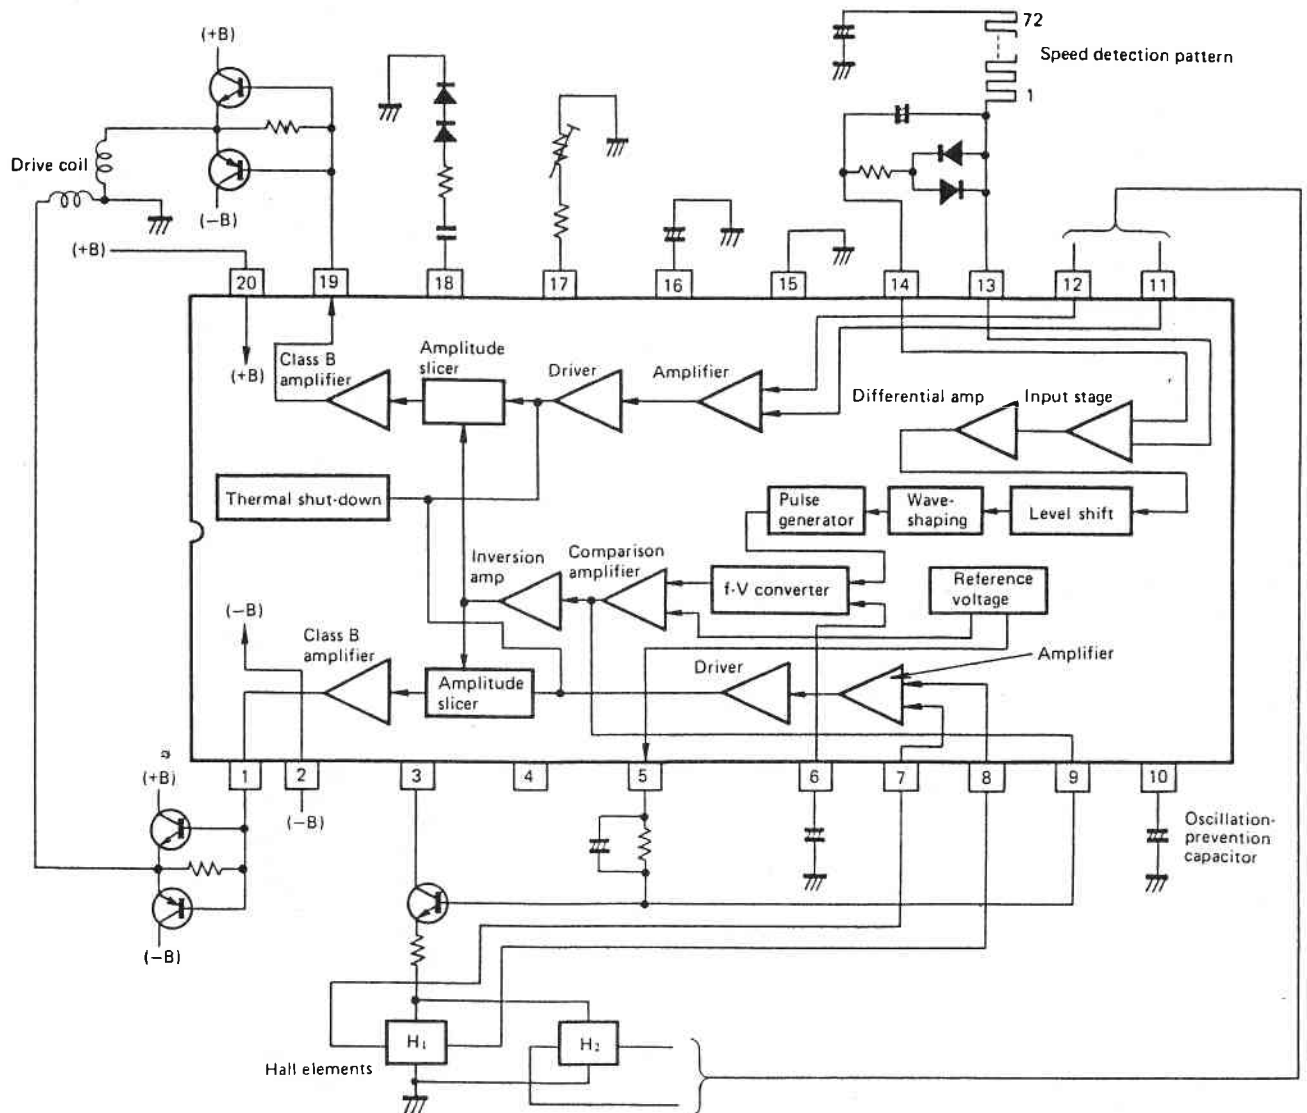 72
(+B)
Speed detection pattern
1
Drive coil
(−B)
(+B)
20
19
18
17
16
15
14
13
12
11
Class B
amplifier
Amplitude
slicer
Driver
Amplifier
(+B)
Differential amp
Input stage
Thermal shut-down
Pulse
generator
Wave-
shaping
Level shift
Inversion
amp
Comparison
amplifier
f-V converter
Reference
voltage
(−B)
Class B
amplifier
Amplitude
slicer
Driver
Amplifier
1
2
3
4
5
6
7
8
9
10
(+B)
(−B)
Oscillation-
prevention
capacitor
(−B)
H1
H2
Hall elements